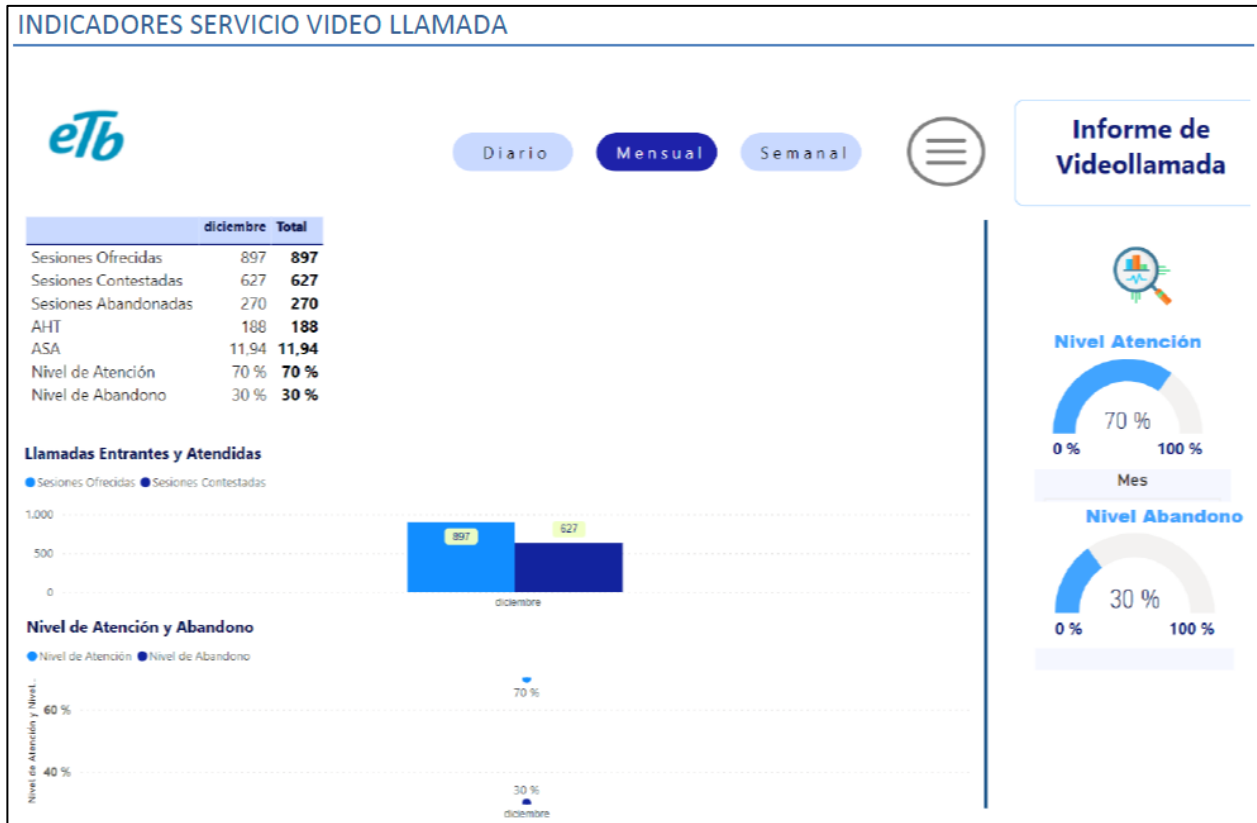 INDICADORES SERVICIO VIDEO LLAMADA
eTb
Diario
Mensual
Semanal
Informe de
Videollamada
diciembre Total
Sesiones Ofrecidas 897 897
Sesiones Contestadas 627 627
Sesiones Abandonadas 270 270
AHT 188 188
ASA 11,94 11,94
Nivel de Atención 70 % 70 %
Nivel de Abandono 30 % 30 %
Llamadas Entrantes y Atendidas
Sesiones Ofrecidas Sesiones Contestadas
1.000
500
0
897
627
diciembre
Nivel de Atención y Abandono
Nivel de Atención Nivel de Abandono
Nivel de Atención y Nivel...
60 %
40 %
70 %
30 %
diciembre
Nivel Atención
70 %
0 % 100 %
Mes
Nivel Abandono
30 %
0 % 100 %